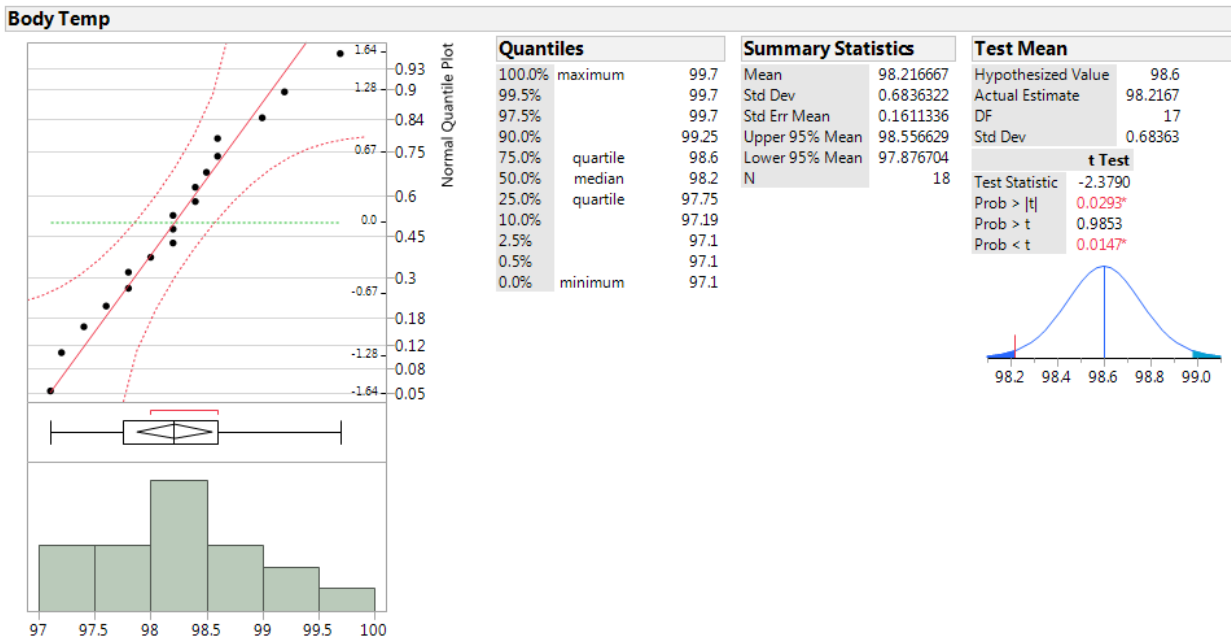 Body Temp
1.64
1.28
0.67
0.0
-0.67
-1.28
-1.64
0.93
0.9
0.84
0.75
0.6
0.45
0.3
0.18
0.12
0.08
0.05
Normal Quantile Plot
97 97.5 98 98.5 99 99.5 100
Quantiles
100.0% maximum 99.7
99.5% 99.7
97.5% 99.7
90.0% 99.25
75.0% quartile 98.6
50.0% median 98.2
25.0% quartile 97.75
10.0% 97.19
2.5% 97.1
0.5% 97.1
0.0% minimum 97.1
Summary Statistics
Mean 98.216667
Std Dev 0.6836322
Std Err Mean 0.1611336
Upper 95% Mean 98.556629
Lower 95% Mean 97.876704
N 18
Test Mean
Hypothesized Value 98.6
Actual Estimate 98.2167
DF 17
Std Dev 0.68363
t Test
Test Statistic -2.3790
Prob > |t| 0.0293*
Prob > t 0.9853
Prob < t 0.0147*
98.2 98.4 98.6 98.8 99.0